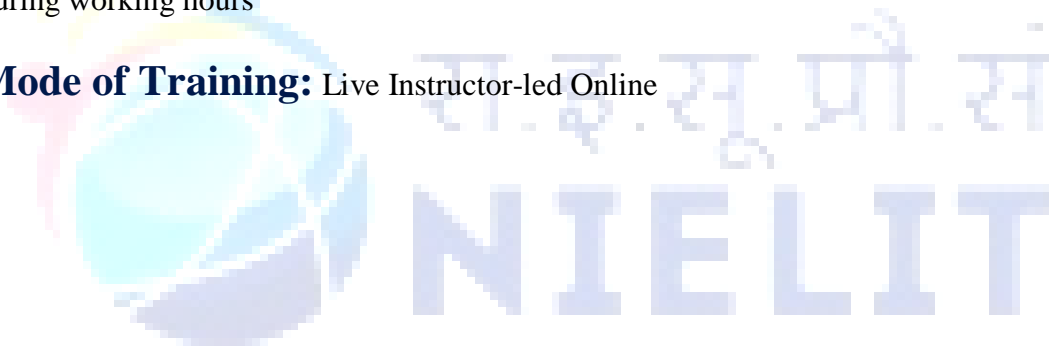 uring working hours
Mode of Training: Live Instructor-led Online
रा.इ.सू.प्रौ.सं
NIELIT